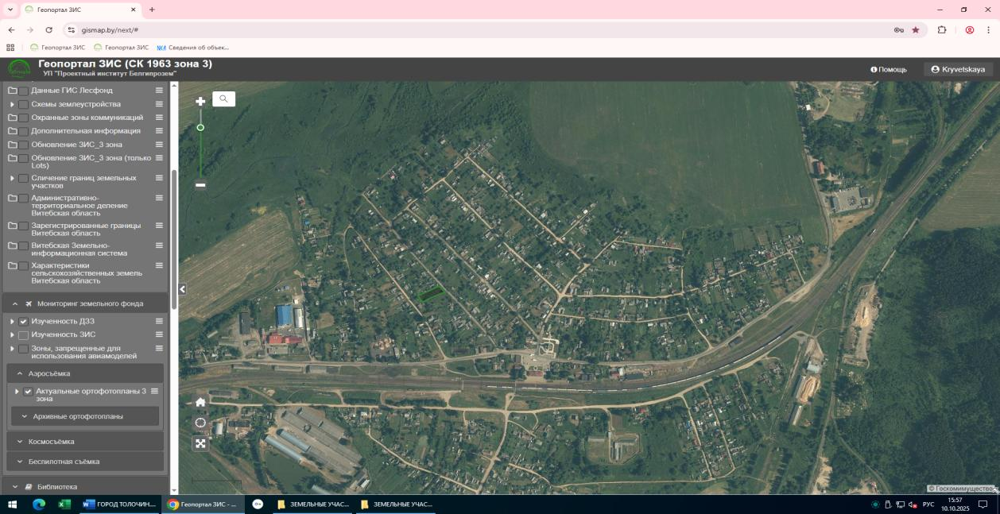 Геопортал ЗИС
gismap.by/next/#
Геопортал ЗИС
Геопортал ЗИС
NKA Сведения об объек...
Геопортал ЗИС (СК 1963 зона 3)
УП "Проектный институт Белгипрозем"
Помощь
Kryvetskaya
Данные ГИС Лесфонд
Схемы землеустройства
Охранные зоны коммуникаций
Дополнительная информация
Обновление ЗИС_3 зона
Обновление ЗИС_3 зона (только
Lots)
Сличение границ земельных
участков
Административно-
территориальное деление
Витебская область
Зарегистрированные границы
Витебская область
Витебская Земельно-
информационная система
Характеристики
сельскохозяйственных земель
Витебская область
Мониторинг земельного фонда
Изученность ДЗЗ
Изученность ЗИС
Зоны, запрещенные для
использования авиамоделей
Аэросъёмка
Актуальные ортофотопланы 3
зона
Архивные ортофотопланы
Космосъёмка
Беспилотная съёмка
Библиотека
© Госкомимущество
ГОРОД ТОЛОЧИН...
Геопортал ЗИС - ...
ЗЕМЕЛЬНЫЕ УЧАС...
ЗЕМЕЛЬНЫЕ УЧАС...
РУС
15:57
10.10.2025